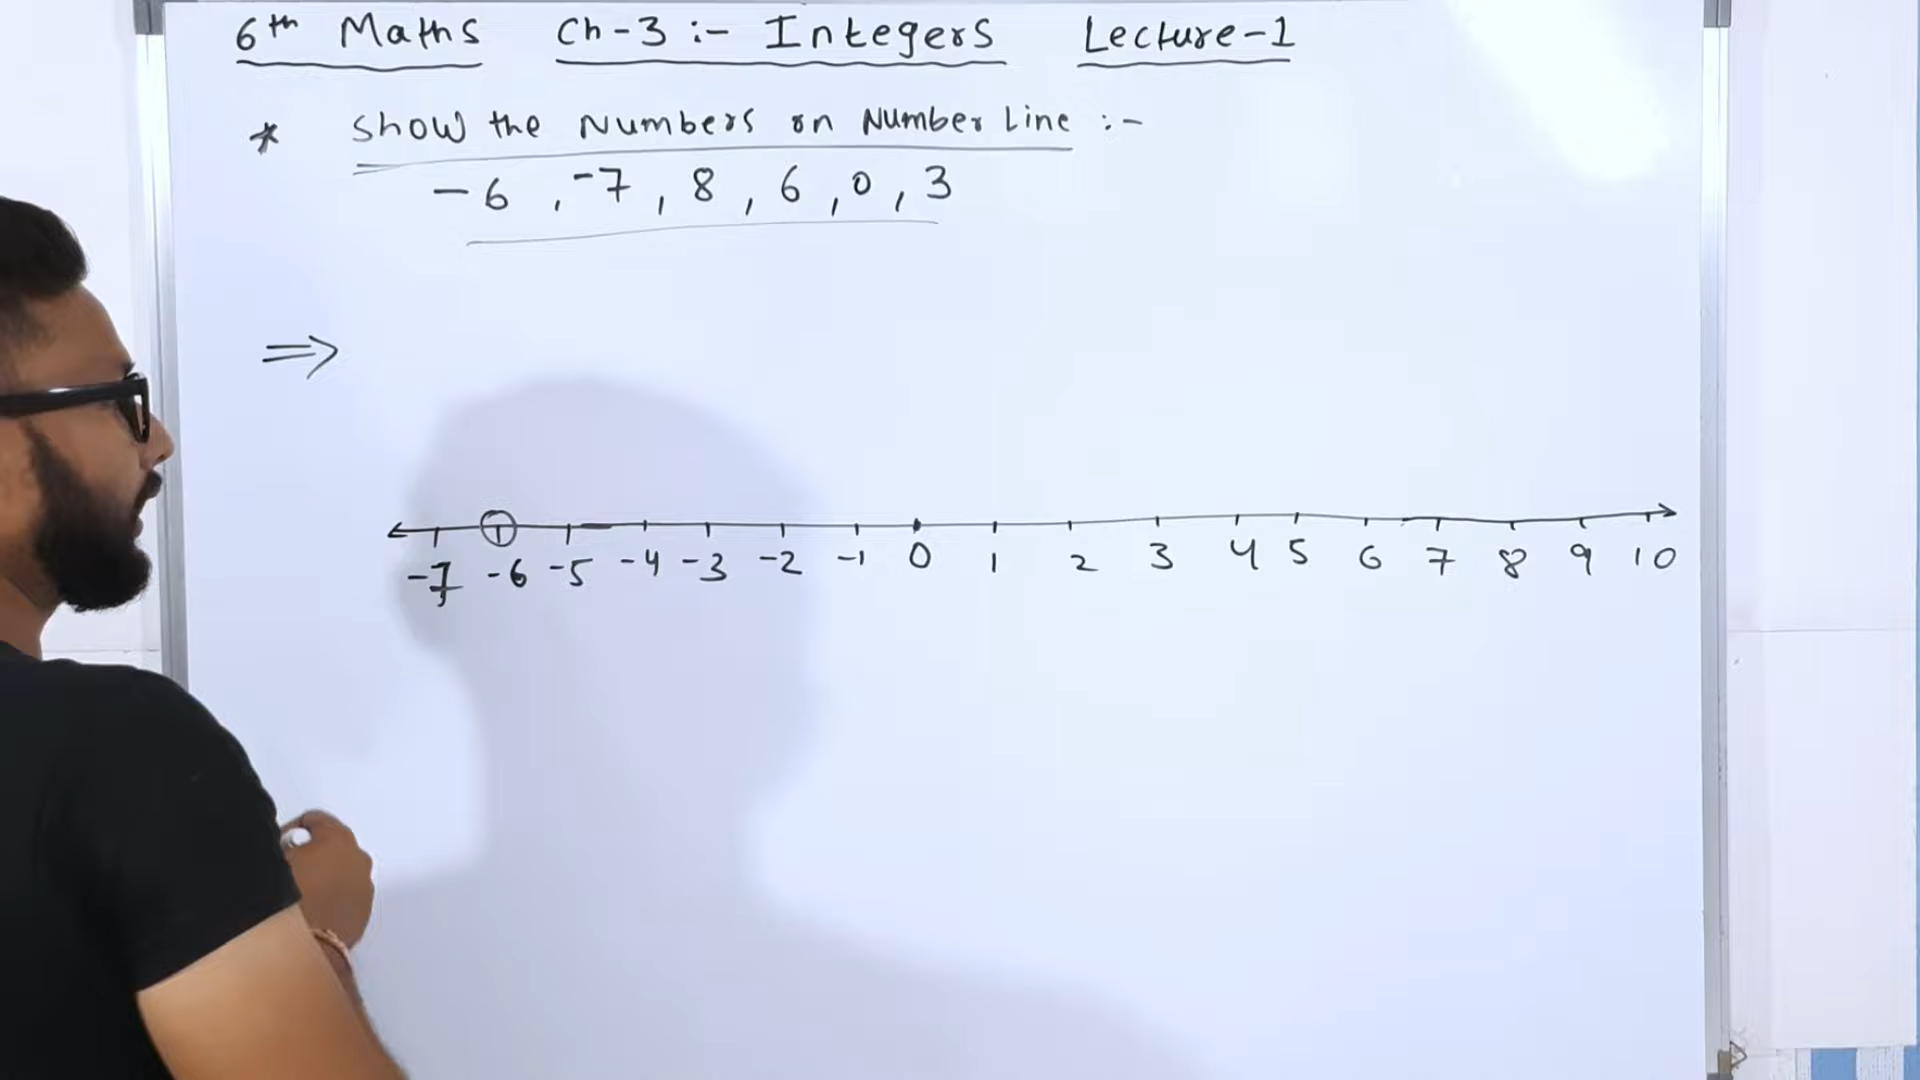 6th Maths Ch-3 :- Integers Lecture-1
* Show the Numbers on Number Line :-
-6 , -7 , 8 , 6 , 0 , 3
⇒
-7 -6 -5 -4 -3 -2 -1 0 1 2 3 4 5 6 7 8 9 10